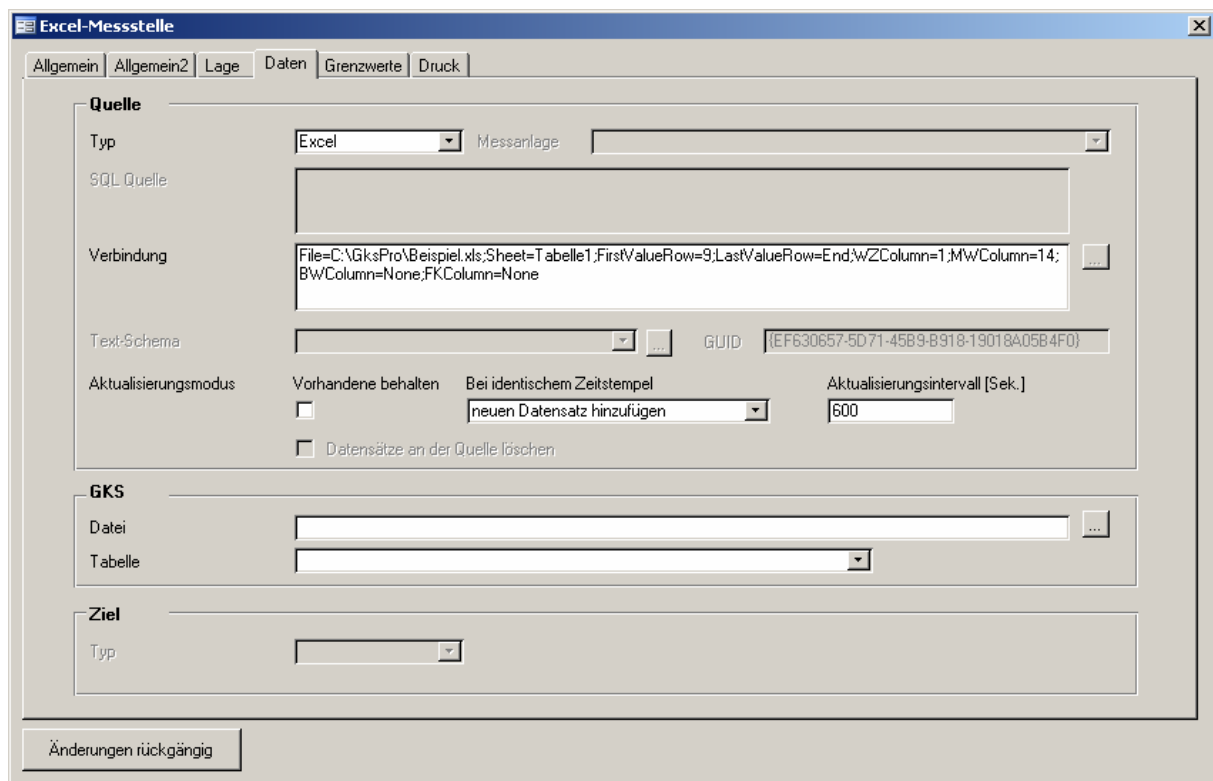 Excel-Messstelle
Allgemein Allgemein2 Lage Daten Grenzwerte Druck
Quelle
Typ Excel Messanlage
SQL Quelle
Verbindung File=C:\GksPro\Beispiel.xls;Sheet=Tabelle1;FirstValueRow=9;LastValueRow=End;WZColumn=1;MWColumn=14;
BWColumn=None;FKColumn=None
...
Text-Schema ... GUID {EF630657-5D71-45B9-B918-19018A05B4F0}
Aktualisierungsmodus Vorhandene behalten Bei identischem Zeitstempel Aktualisierungsintervall [Sek.]
neuen Datensatz hinzufügen 600
Datensätze an der Quelle löschen
GKS
Datei ...
Tabelle
Ziel
Typ
Änderungen rückgängig